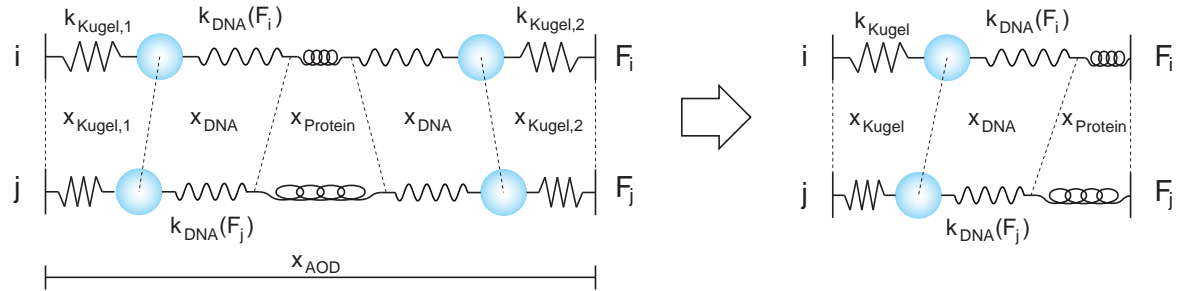 k_Kugel,1 k_DNA(F_i) k_Kugel,2
i F_i
x_Kugel,1 x_DNA x_Protein x_DNA x_Kugel,2
j F_j
k_DNA(F_j)
x_AOD
k_Kugel k_DNA(F_i)
i F_i
x_Kugel x_DNA x_Protein
j F_j
k_DNA(F_j)